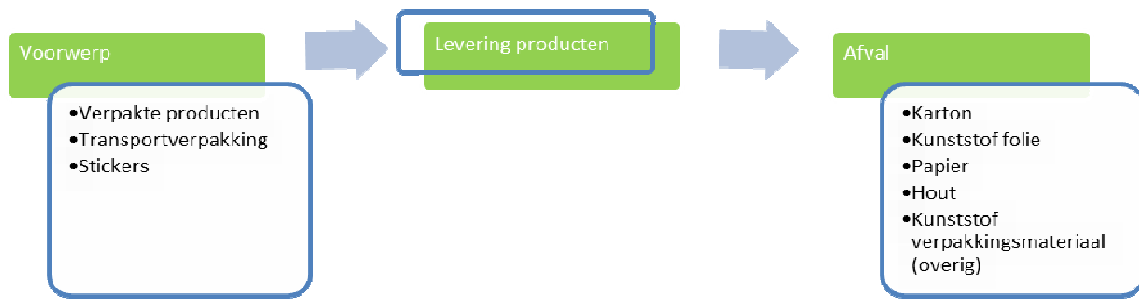 Voorwerp
•Verpakte producten
•Transportverpakking
•Stickers
Levering producten
Afval
•Karton
•Kunststof folie
•Papier
•Hout
•Kunststof
verpakkingsmateriaal
(overig)